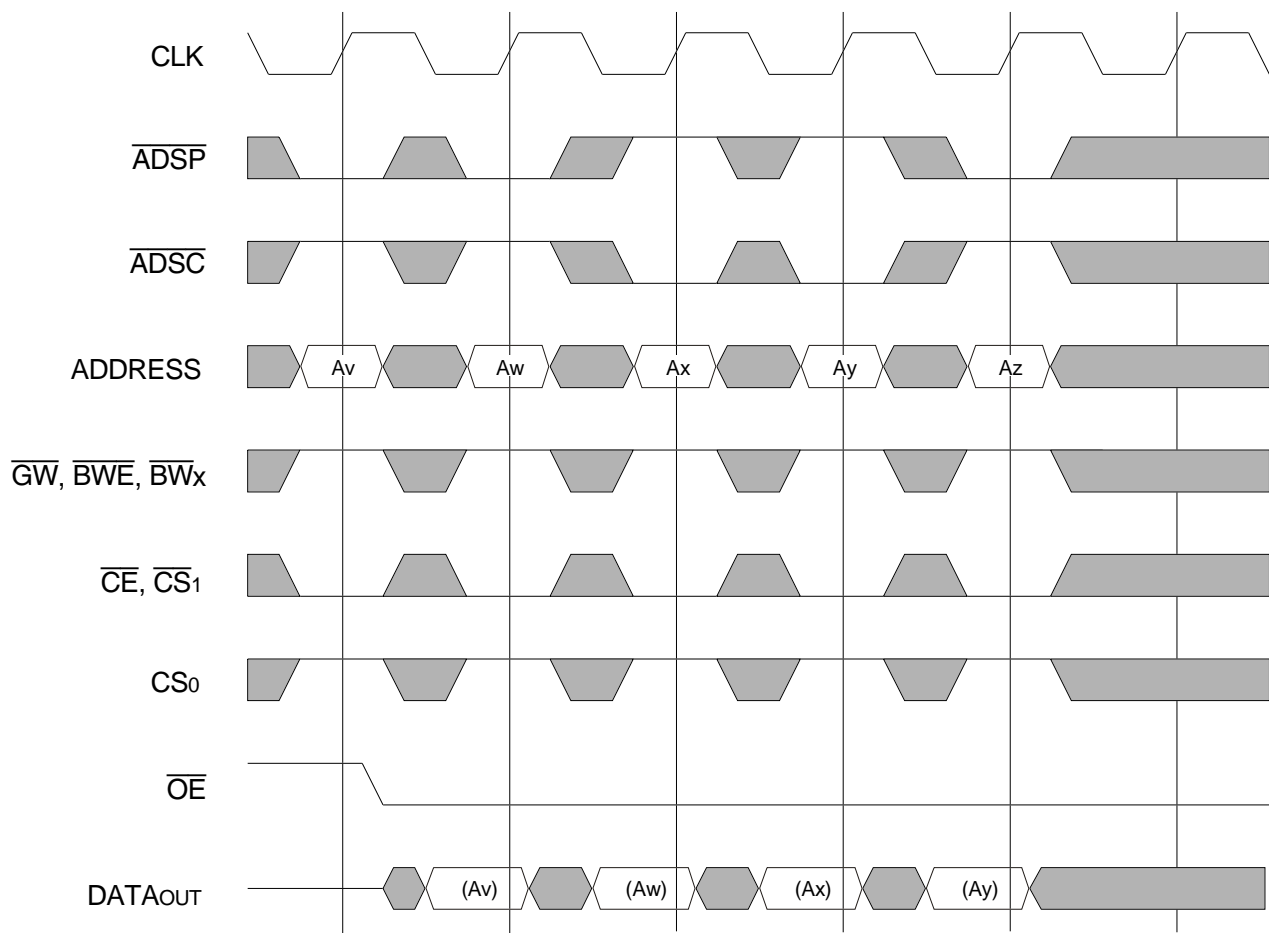 CLK
ADSP
ADSC
ADDRESS Av Aw Ax Ay Az
GW, BWE, BWx
CE, CS1
CS0
OE
DATAOUT (Av) (Aw) (Ax) (Ay)